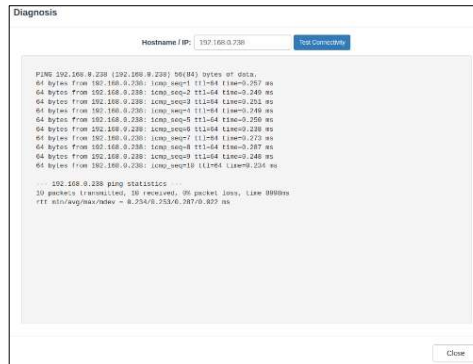 Diagnosis
Hostname / IP: 192.168.0.238 Test Connectivity
PING 192.168.0.238 (192.168.0.238) 56(84) bytes of data.
64 bytes from 192.168.0.238: icmp_seq=1 ttl=64 time=0.257 ms
64 bytes from 192.168.0.238: icmp_seq=2 ttl=64 time=0.249 ms
64 bytes from 192.168.0.238: icmp_seq=3 ttl=64 time=0.251 ms
64 bytes from 192.168.0.238: icmp_seq=4 ttl=64 time=0.249 ms
64 bytes from 192.168.0.238: icmp_seq=5 ttl=64 time=0.250 ms
64 bytes from 192.168.0.238: icmp_seq=6 ttl=64 time=0.238 ms
64 bytes from 192.168.0.238: icmp_seq=7 ttl=64 time=0.273 ms
64 bytes from 192.168.0.238: icmp_seq=8 ttl=64 time=0.287 ms
64 bytes from 192.168.0.238: icmp_seq=9 ttl=64 time=0.248 ms
64 bytes from 192.168.0.238: icmp_seq=10 ttl=64 time=0.234 ms
--- 192.168.0.238 ping statistics ---
10 packets transmitted, 10 received, 0% packet loss, time 8998ms
rtt min/avg/max/mdev = 0.234/0.253/0.287/0.022 ms
Close